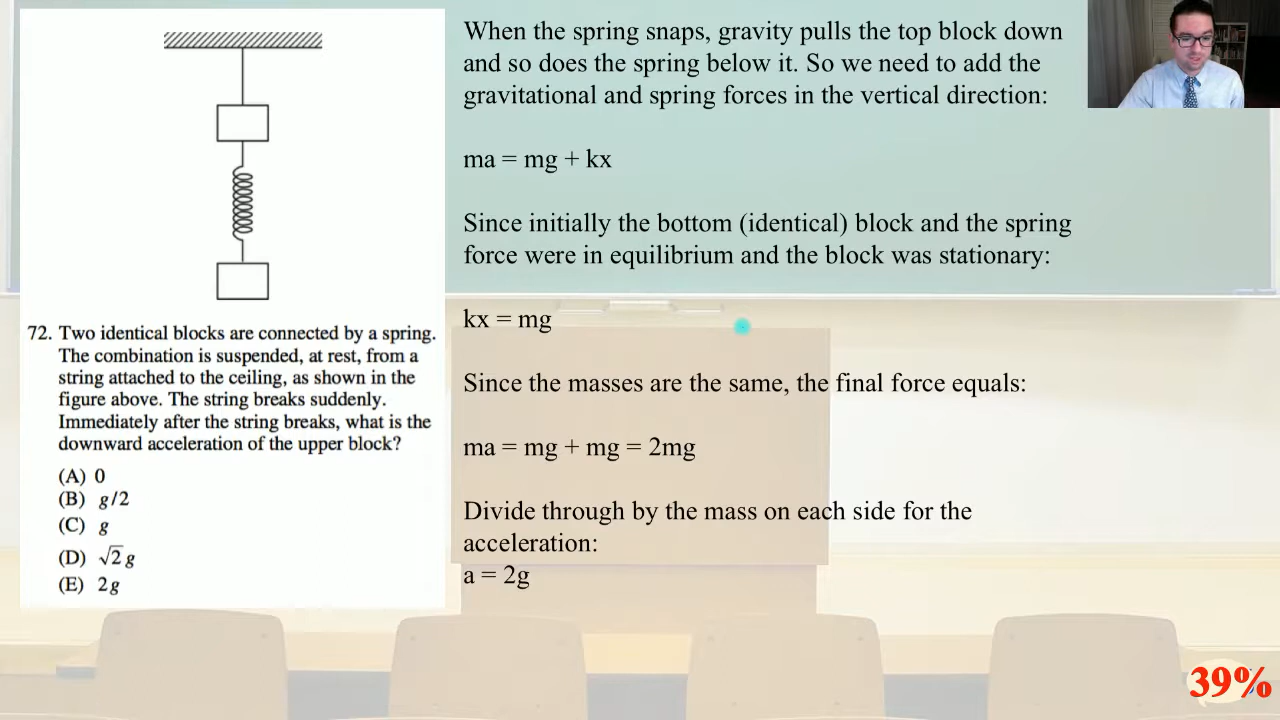 72. Two identical blocks are connected by a spring.
The combination is suspended, at rest, from a
string attached to the ceiling, as shown in the
figure above. The string breaks suddenly.
Immediately after the string breaks, what is the
downward acceleration of the upper block?
(A) 0
(B) g/2
(C) g
(D) √2 g
(E) 2g
When the spring snaps, gravity pulls the top block down
and so does the spring below it. So we need to add the
gravitational and spring forces in the vertical direction:
ma = mg + kx
Since initially the bottom (identical) block and the spring
force were in equilibrium and the block was stationary:
kx = mg
Since the masses are the same, the final force equals:
ma = mg + mg = 2mg
Divide through by the mass on each side for the
acceleration:
a = 2g
39%